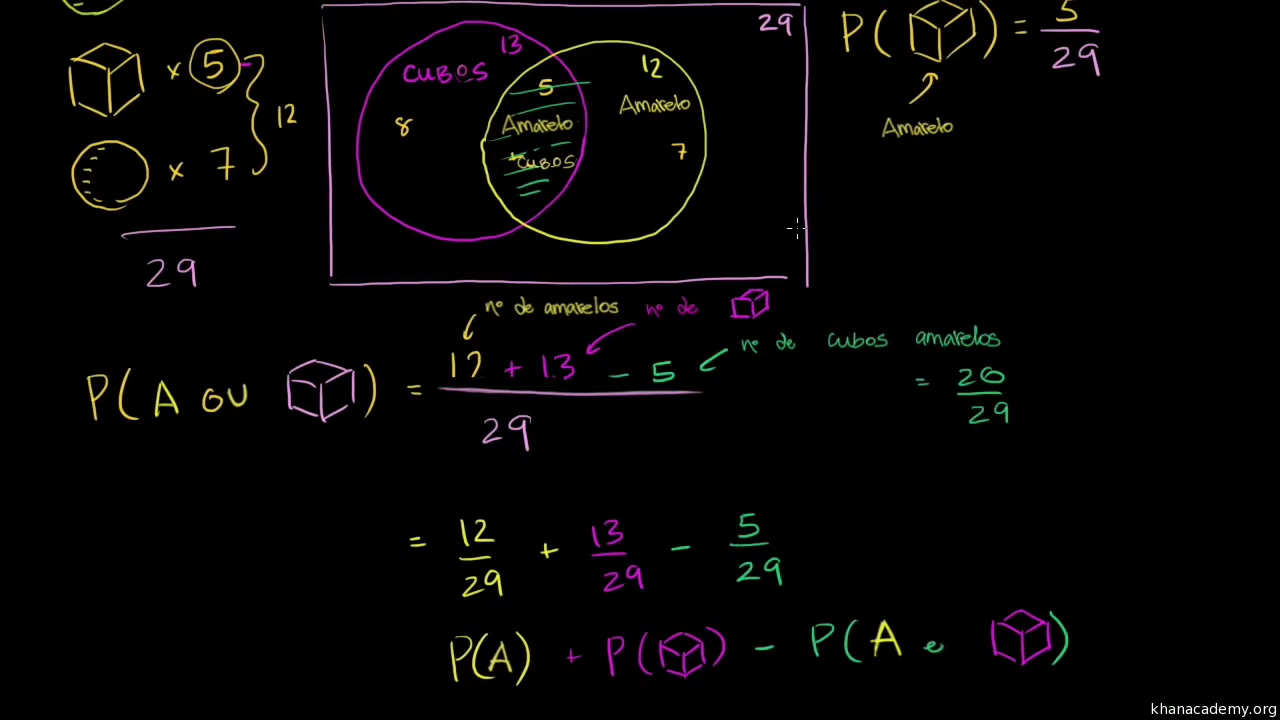 29
× 5
12
× 7
29
13
CUBOS
12
Amarelo
5
Amarelo
+ CUBOS
8
7
P( ) = 5/29
Amarelo
nº de amarelos nº de
nº de cubos amarelos
P(A ou ) = 12 + 13 - 5 / 29 = 20/29
= 12/29 + 13/29 - 5/29
P(A) + P( ) - P(A e )
khanacademy.org